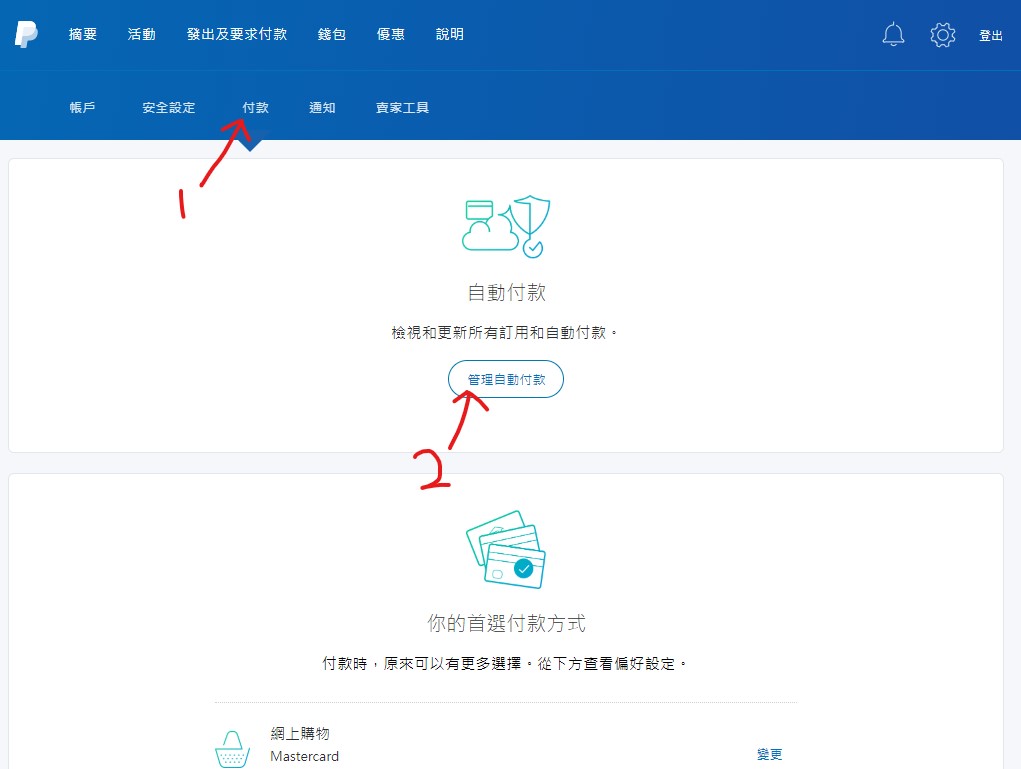 摘要 活動 發出及要求付款 錢包 優惠 說明 登出
帳戶 安全設定 付款 通知 賣家工具
1
自動付款
檢視和更新所有訂用和自動付款。
管理自動付款
2
你的首選付款方式
付款時，原來可以有更多選擇。從下方查看偏好設定。
網上購物
Mastercard
變更